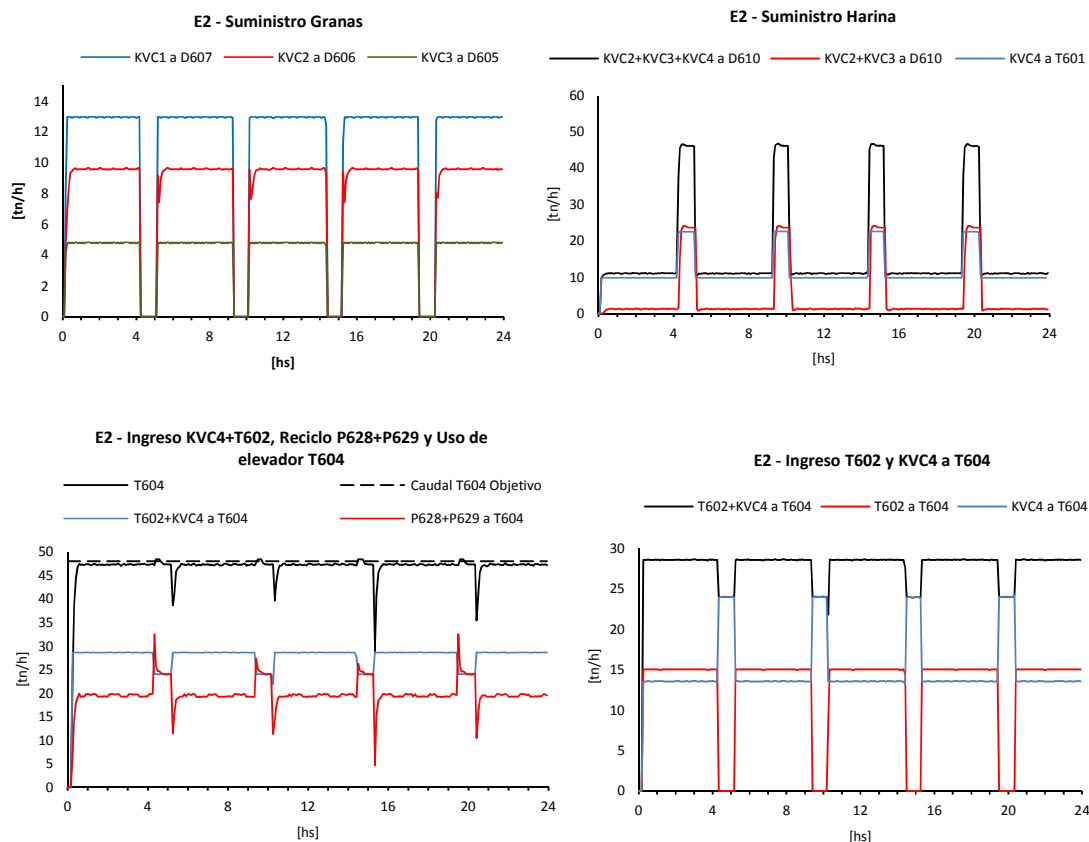 E2 - Suministro Granas
KVC1 a D607
KVC2 a D606
KVC3 a D605
[tn/h]
14
12
10
8
6
4
2
0
0
4
8
12
16
20
24
[hs]
E2 - Suministro Harina
KVC2+KVC3+KVC4 a D610
KVC2+KVC3 a D610
KVC4 a T601
[tn/h]
60
50
40
30
20
10
0
0
4
8
12
16
20
24
[hs]
E2 - Ingreso KVC4+T602, Reciclo P628+P629 y Uso de
elevador T604
T604
Caudal T604 Objetivo
T602+KVC4 a T604
P628+P629 a T604
[tn/h]
50
45
40
35
30
25
20
15
10
5
0
0
4
8
12
16
20
24
[hs]
E2 - Ingreso T602 y KVC4 a T604
T602+KVC4 a T604
T602 a T604
KVC4 a T604
[tn/h]
30
25
20
15
10
5
0
0
4
8
12
16
20
24
[hs]